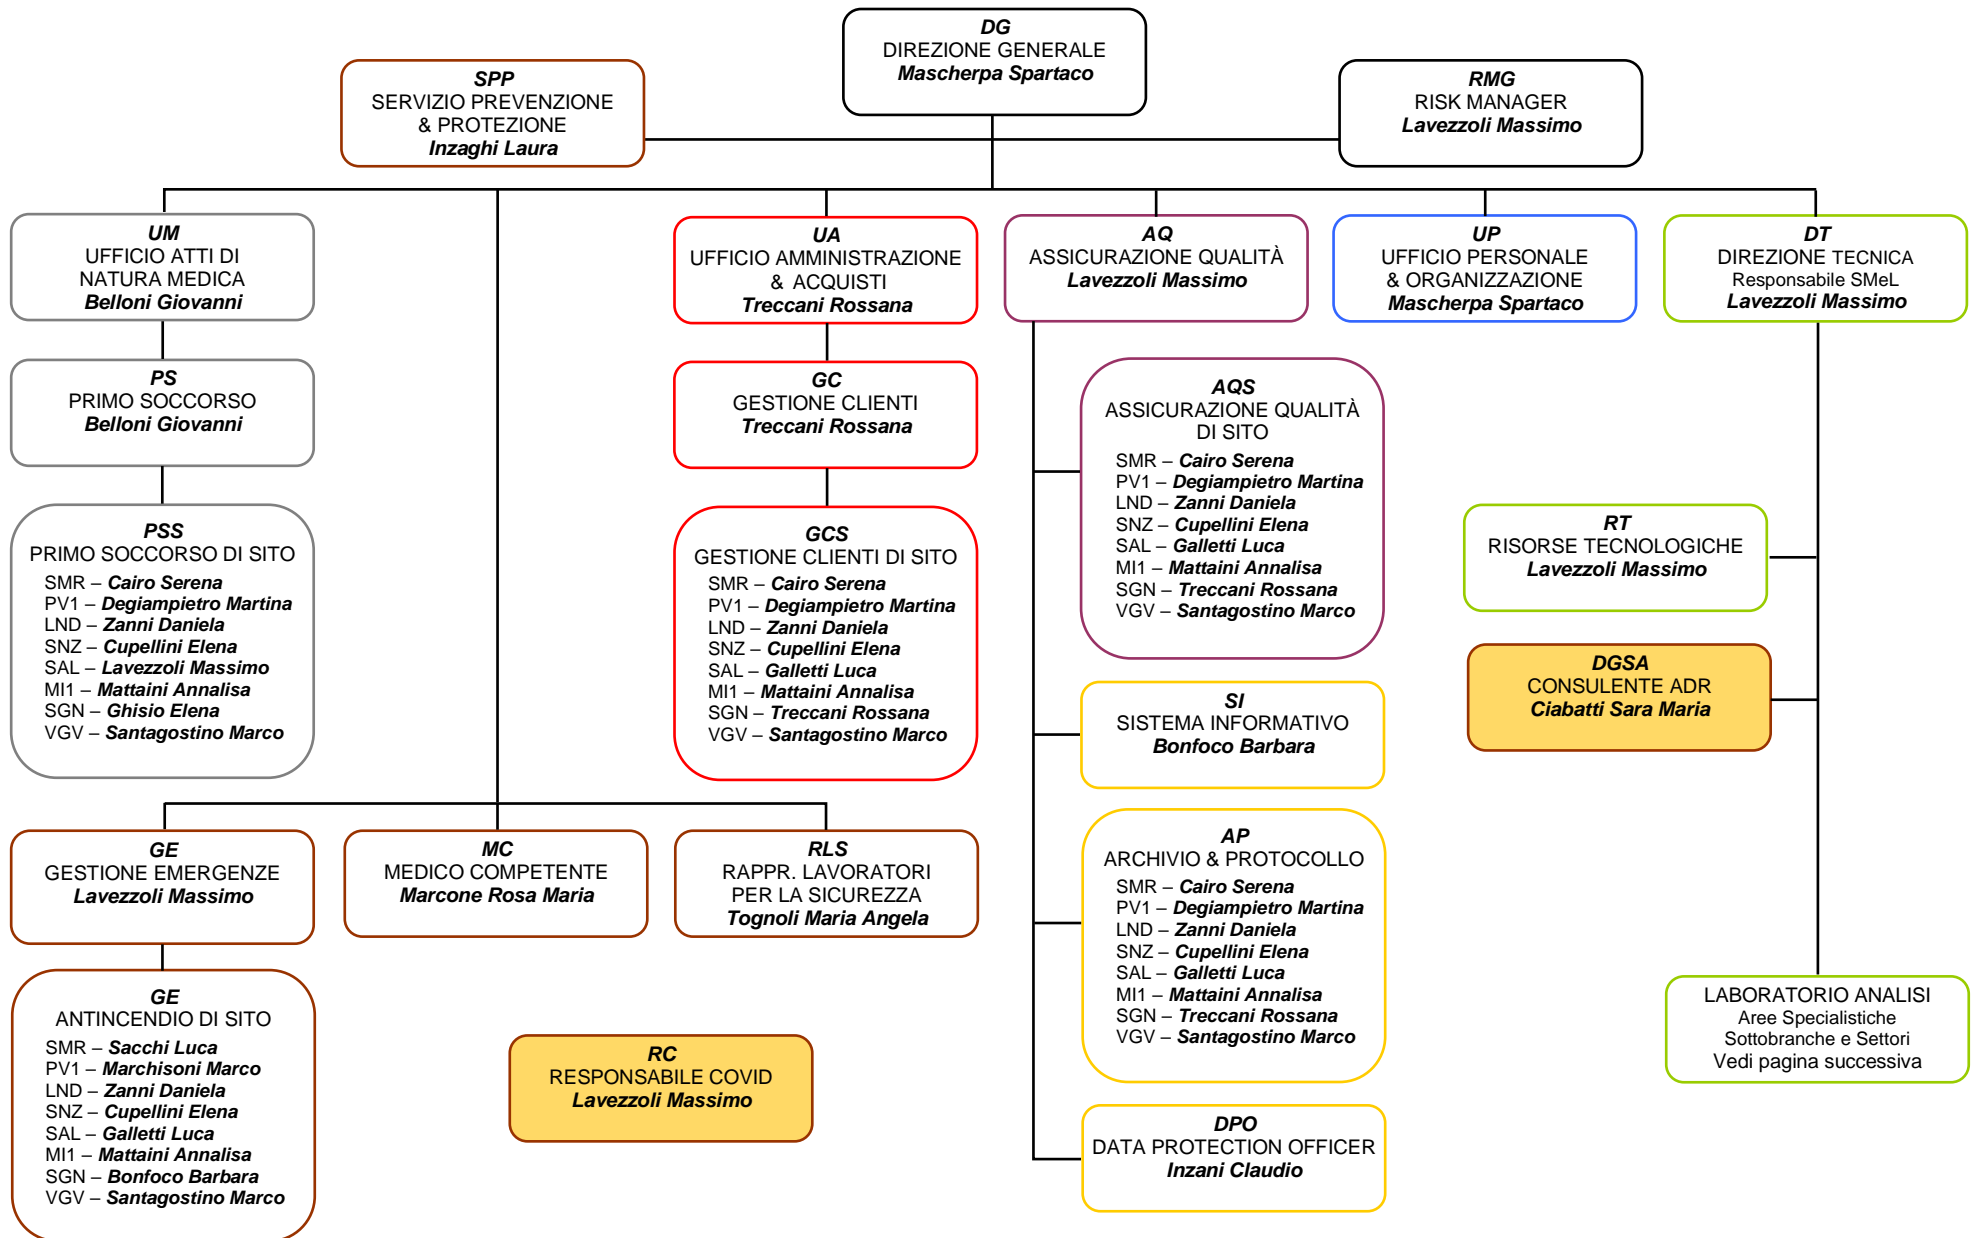 DG
DIREZIONE GENERALE
Mascherpa Spartaco
SPP
SERVIZIO PREVENZIONE
& PROTEZIONE
Inzaghi Laura
RMG
RISK MANAGER
Lavezzoli Massimo
UM
UFFICIO ATTI DI
NATURA MEDICA
Belloni Giovanni
UA
UFFICIO AMMINISTRAZIONE
& ACQUISTI
Treccani Rossana
AQ
ASSICURAZIONE QUALITÀ
Lavezzoli Massimo
UP
UFFICIO PERSONALE
& ORGANIZZAZIONE
Mascherpa Spartaco
DT
DIREZIONE TECNICA
Responsabile SMeL
Lavezzoli Massimo
PS
PRIMO SOCCORSO
Belloni Giovanni
GC
GESTIONE CLIENTI
Treccani Rossana
AQS
ASSICURAZIONE QUALITÀ
DI SITO
SMR – Cairo Serena
PV1 – Degiampietro Martina
LND – Zanni Daniela
SNZ – Cupellini Elena
SAL – Galletti Luca
MI1 – Mattaini Annalisa
SGN – Treccani Rossana
VGV – Santagostino Marco
PSS
PRIMO SOCCORSO DI SITO
SMR – Cairo Serena
PV1 – Degiampietro Martina
LND – Zanni Daniela
SNZ – Cupellini Elena
SAL – Lavezzoli Massimo
MI1 – Mattaini Annalisa
SGN – Ghisio Elena
VGV – Santagostino Marco
GCS
GESTIONE CLIENTI DI SITO
SMR – Cairo Serena
PV1 – Degiampietro Martina
LND – Zanni Daniela
SNZ – Cupellini Elena
SAL – Galletti Luca
MI1 – Mattaini Annalisa
SGN – Treccani Rossana
VGV – Santagostino Marco
RT
RISORSE TECNOLOGICHE
Lavezzoli Massimo
DGSA
CONSULENTE ADR
Ciabatti Sara Maria
SI
SISTEMA INFORMATIVO
Bonfoco Barbara
GE
GESTIONE EMERGENZE
Lavezzoli Massimo
MC
MEDICO COMPETENTE
Marcone Rosa Maria
RLS
RAPPR. LAVORATORI
PER LA SICUREZZA
Tognoli Maria Angela
AP
ARCHIVIO & PROTOCOLLO
SMR – Cairo Serena
PV1 – Degiampietro Martina
LND – Zanni Daniela
SNZ – Cupellini Elena
SAL – Galletti Luca
MI1 – Mattaini Annalisa
SGN – Treccani Rossana
VGV – Santagostino Marco
GE
ANTINCENDIO DI SITO
SMR – Sacchi Luca
PV1 – Marchisoni Marco
LND – Zanni Daniela
SNZ – Cupellini Elena
SAL – Galletti Luca
MI1 – Mattaini Annalisa
SGN – Bonfoco Barbara
VGV – Santagostino Marco
RC
RESPONSABILE COVID
Lavezzoli Massimo
LABORATORIO ANALISI
Aree Specialistiche
Sottobranche e Settori
Vedi pagina successiva
DPO
DATA PROTECTION OFFICER
Inzani Claudio